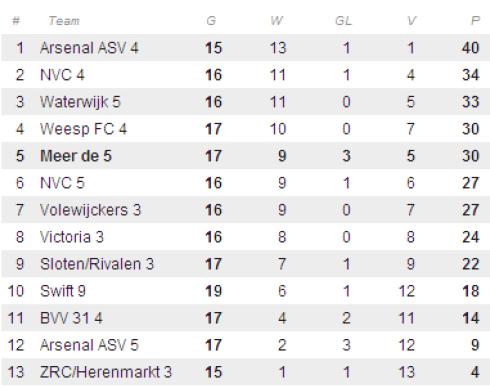 # Team G W GL V P
1 Arsenal ASV 4 15 13 1 1 40
2 NVC 4 16 11 1 4 34
3 Waterwijk 5 16 11 0 5 33
4 Weesp FC 4 17 10 0 7 30
5 Meer de 5 17 9 3 5 30
6 NVC 5 16 9 1 6 27
7 Volewijckers 3 16 9 0 7 27
8 Victoria 3 16 8 0 8 24
9 Sloten/Rivalen 3 17 7 1 9 22
10 Swift 9 19 6 1 12 18
11 BVV 31 4 17 4 2 11 14
12 Arsenal ASV 5 17 2 3 12 9
13 ZRC/Herenmarkt 3 15 1 1 13 4